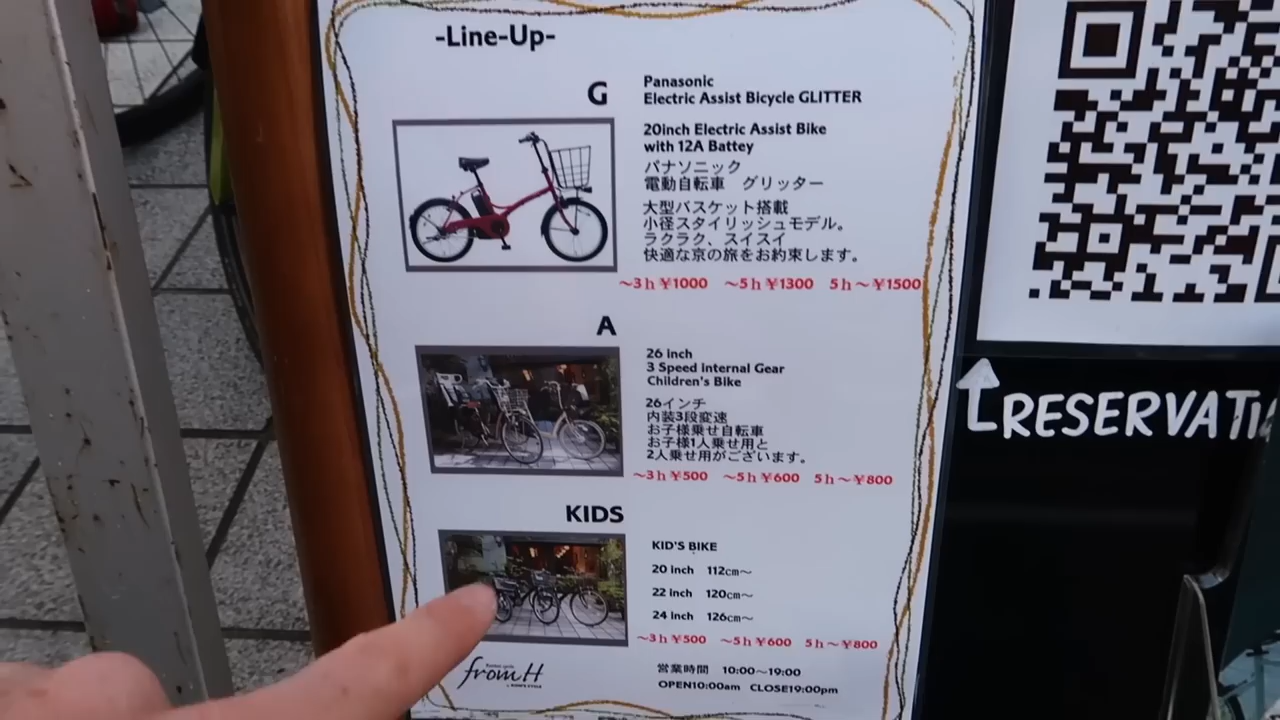 -Line-Up-
G
Panasonic
Electric Assist Bicycle GLITTER
20inch Electric Assist Bike
with 12A Battey
パナソニック
電動自転車 グリッター
大型バスケット搭載
小径スタイリッシュモデル。
ラクラク、スイスイ
快適な京の旅をお約束します。
～3h¥1000 ～5h¥1300 5h～¥1500
A
26 inch
3 Speed internal Gear
Children's Bike
26インチ
内装3段変速
お子様乗せ自転車
お子様1人乗せ用と
2人乗せ用がございます。
～3h¥500 ～5h¥600 5h～¥800
KIDS
KID'S BIKE
20 inch 112cm～
22 inch 120cm～
24 inch 126cm～
～3h¥500 ～5h¥600 5h～¥800
fromH
営業時間 10:00～19:00
OPEN10:00am CLOSE19:00pm
RESERVATI